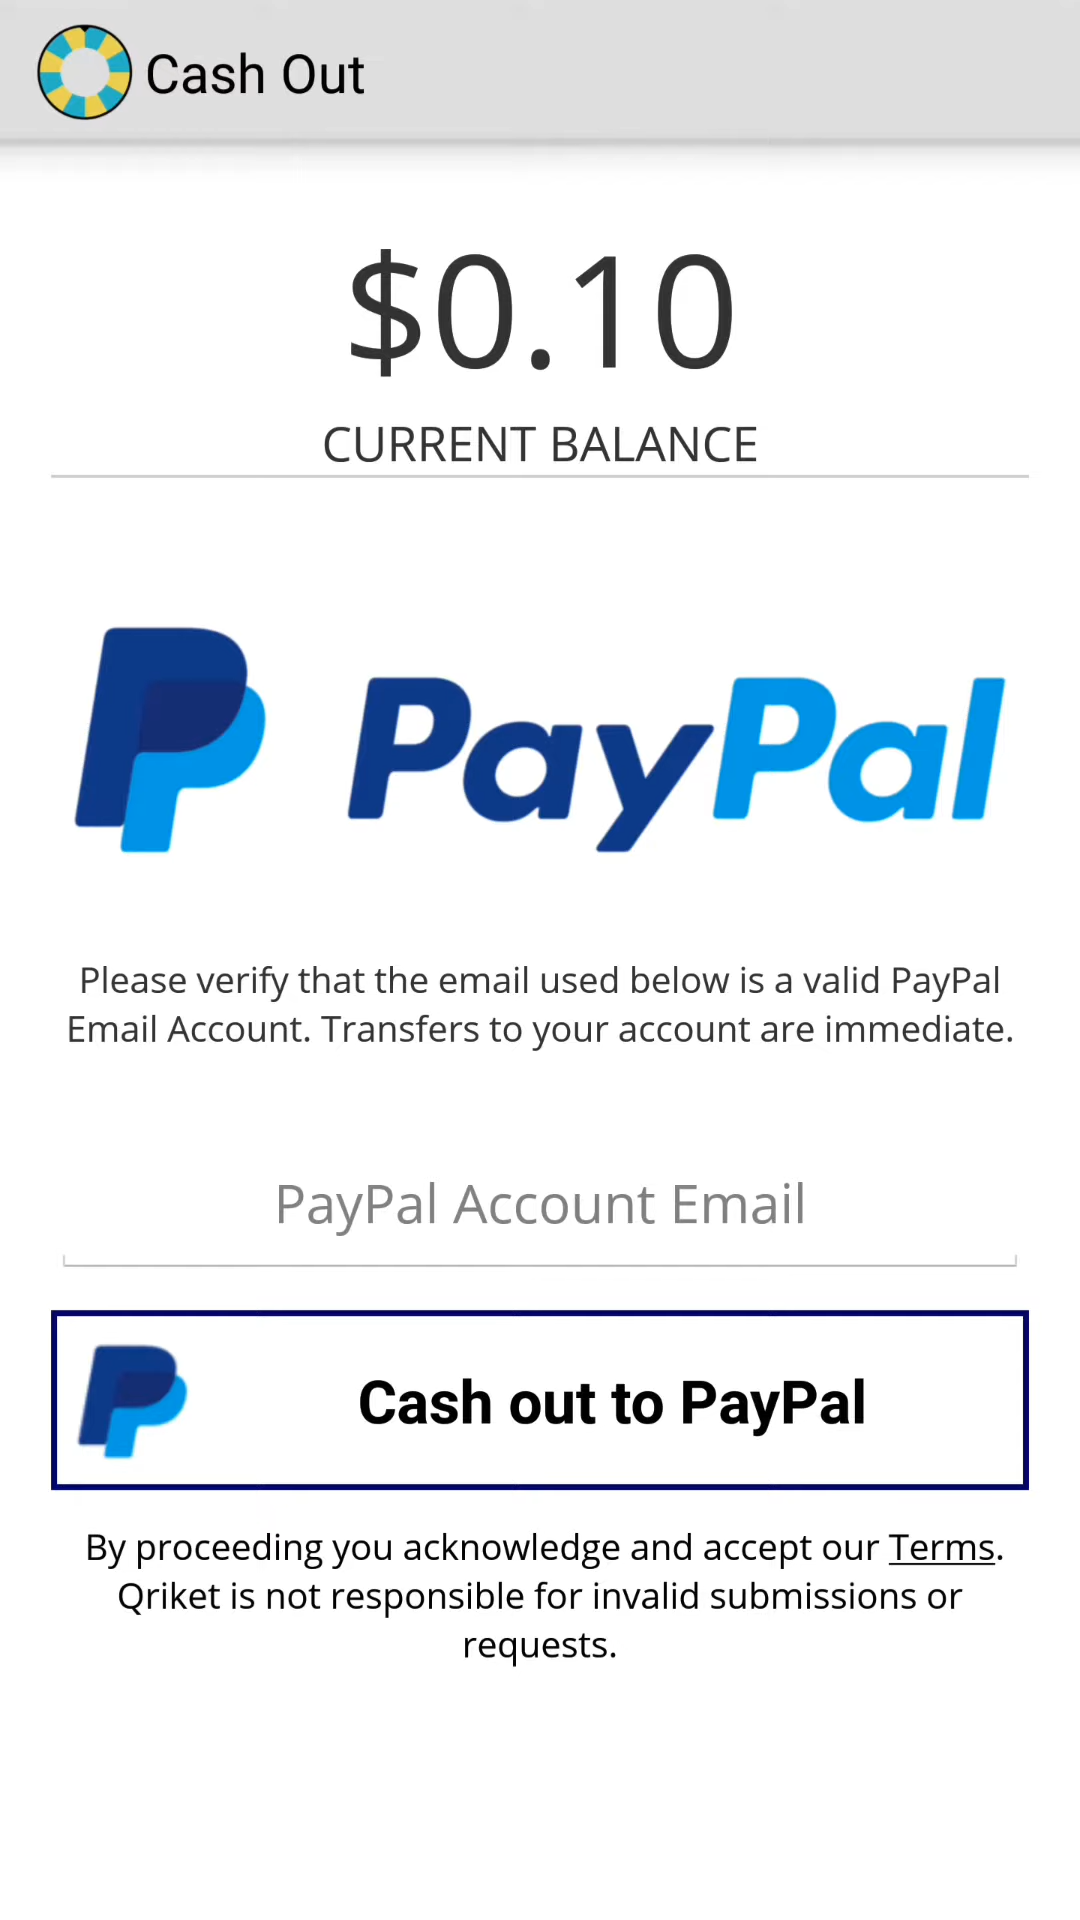 Cash Out
$0.10
CURRENT BALANCE
PayPal
Please verify that the email used below is a valid PayPal
Email Account. Transfers to your account are immediate.
PayPal Account Email
Cash out to PayPal
By proceeding you acknowledge and accept our Terms.
Qriket is not responsible for invalid submissions or
requests.